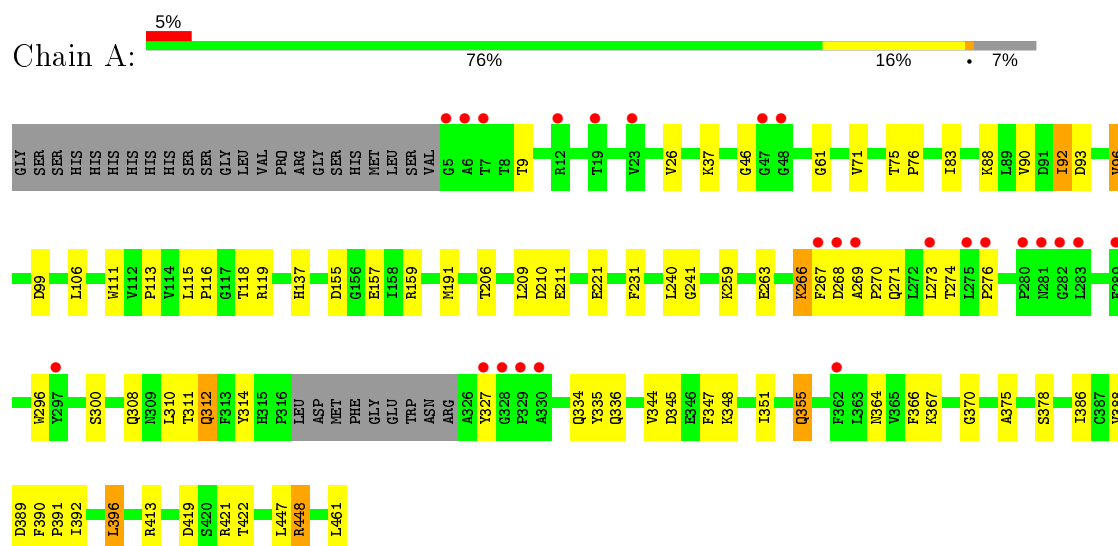 5%
Chain A:
76% 16% • 7%
GLY SER SER HIS HIS HIS HIS HIS HIS SER SER GLY LEU VAL PRO ARG GLY SER HIS MET LEU SER VAL G5 A6 T7 T8 T9 R12 T19 V23 V26 K37 G46 G47 G48 G61 V71 T75 P76 I83 K88 L89 V90 D91 I92 D93 V96
D99 L106 W111 V112 P113 V114 L115 P116 G117 T118 R119 H137 D155 G156 E157 I158 R159 M191 T206 L209 D210 E211 E221 F231 L240 G241 K259 E263 K266 F267 D268 A269 P270 Q271 L272 L273 T274 L275 P276 P280 N281 G282 L283
W296 Y297 S300 Q308 N309 L310 T311 Q312 F313 Y314 H315 P316 LEU ASP MET PHE GLY GLU TRP ASN ARG A326 Y327 G328 P329 A330 Q334 Y335 Q336 V344 D345 E346 F347 K348 I351 Q355 F362 L363 N364 V365 F366 K367 G370 A375 S378 I386 C387 V388
D389 F390 P391 I392 L396 R413 D419 S420 R421 T422 L447 R448 L461